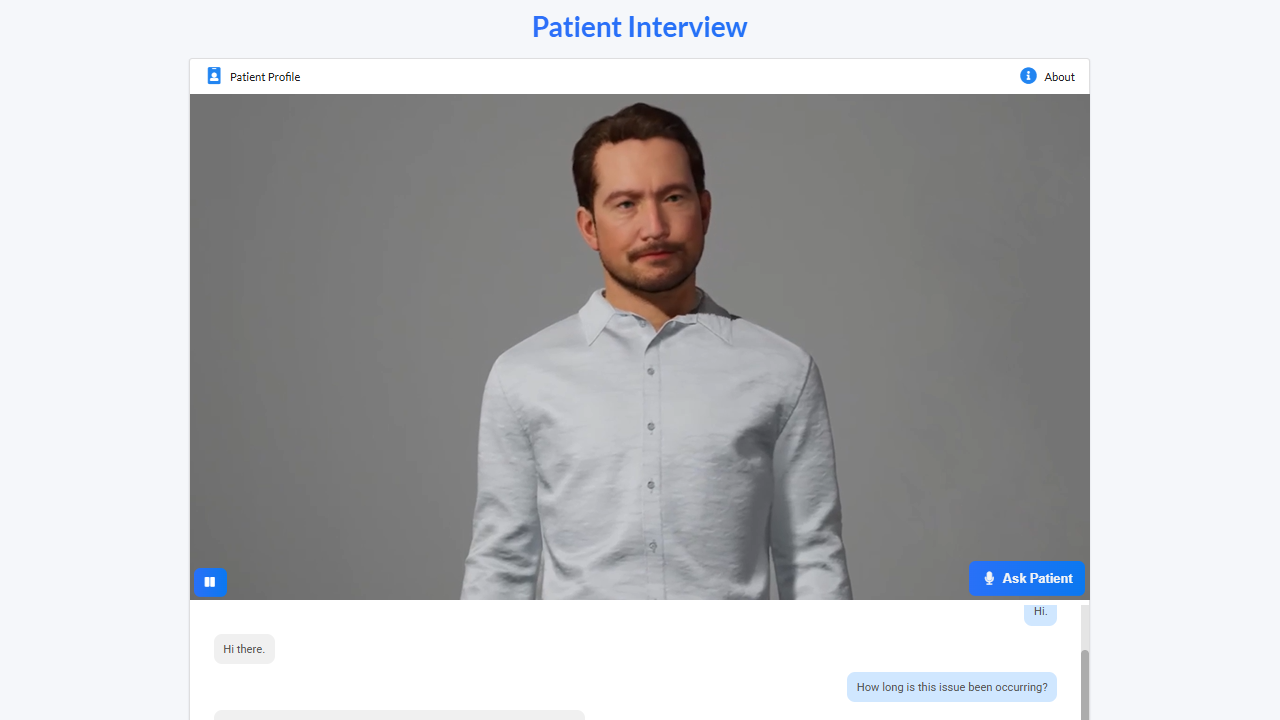 Patient Interview
Patient Profile
About
Ask Patient
Hi.
Hi there.
How long is this issue been occurring?